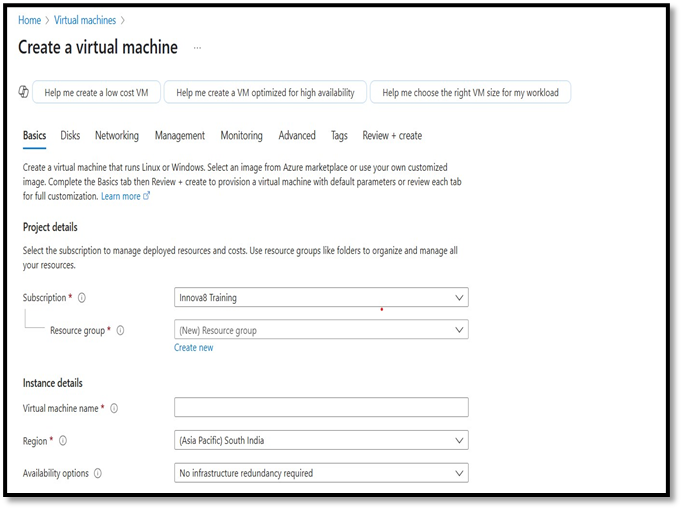 Home > Virtual machines >
Create a virtual machine ...
Help me create a low cost VM Help me create a VM optimized for high availability Help me choose the right VM size for my workload
Basics Disks Networking Management Monitoring Advanced Tags Review + create
Create a virtual machine that runs Linux or Windows. Select an image from Azure marketplace or use your own customized
image. Complete the Basics tab then Review + create to provision a virtual machine with default parameters or review each tab
for full customization. Learn more
Project details
Select the subscription to manage deployed resources and costs. Use resource groups like folders to organize and manage all
your resources.
Subscription * Innova8 Training
Resource group * (New) Resource group
Create new
Instance details
Virtual machine name *
Region * (Asia Pacific) South India
Availability options No infrastructure redundancy required